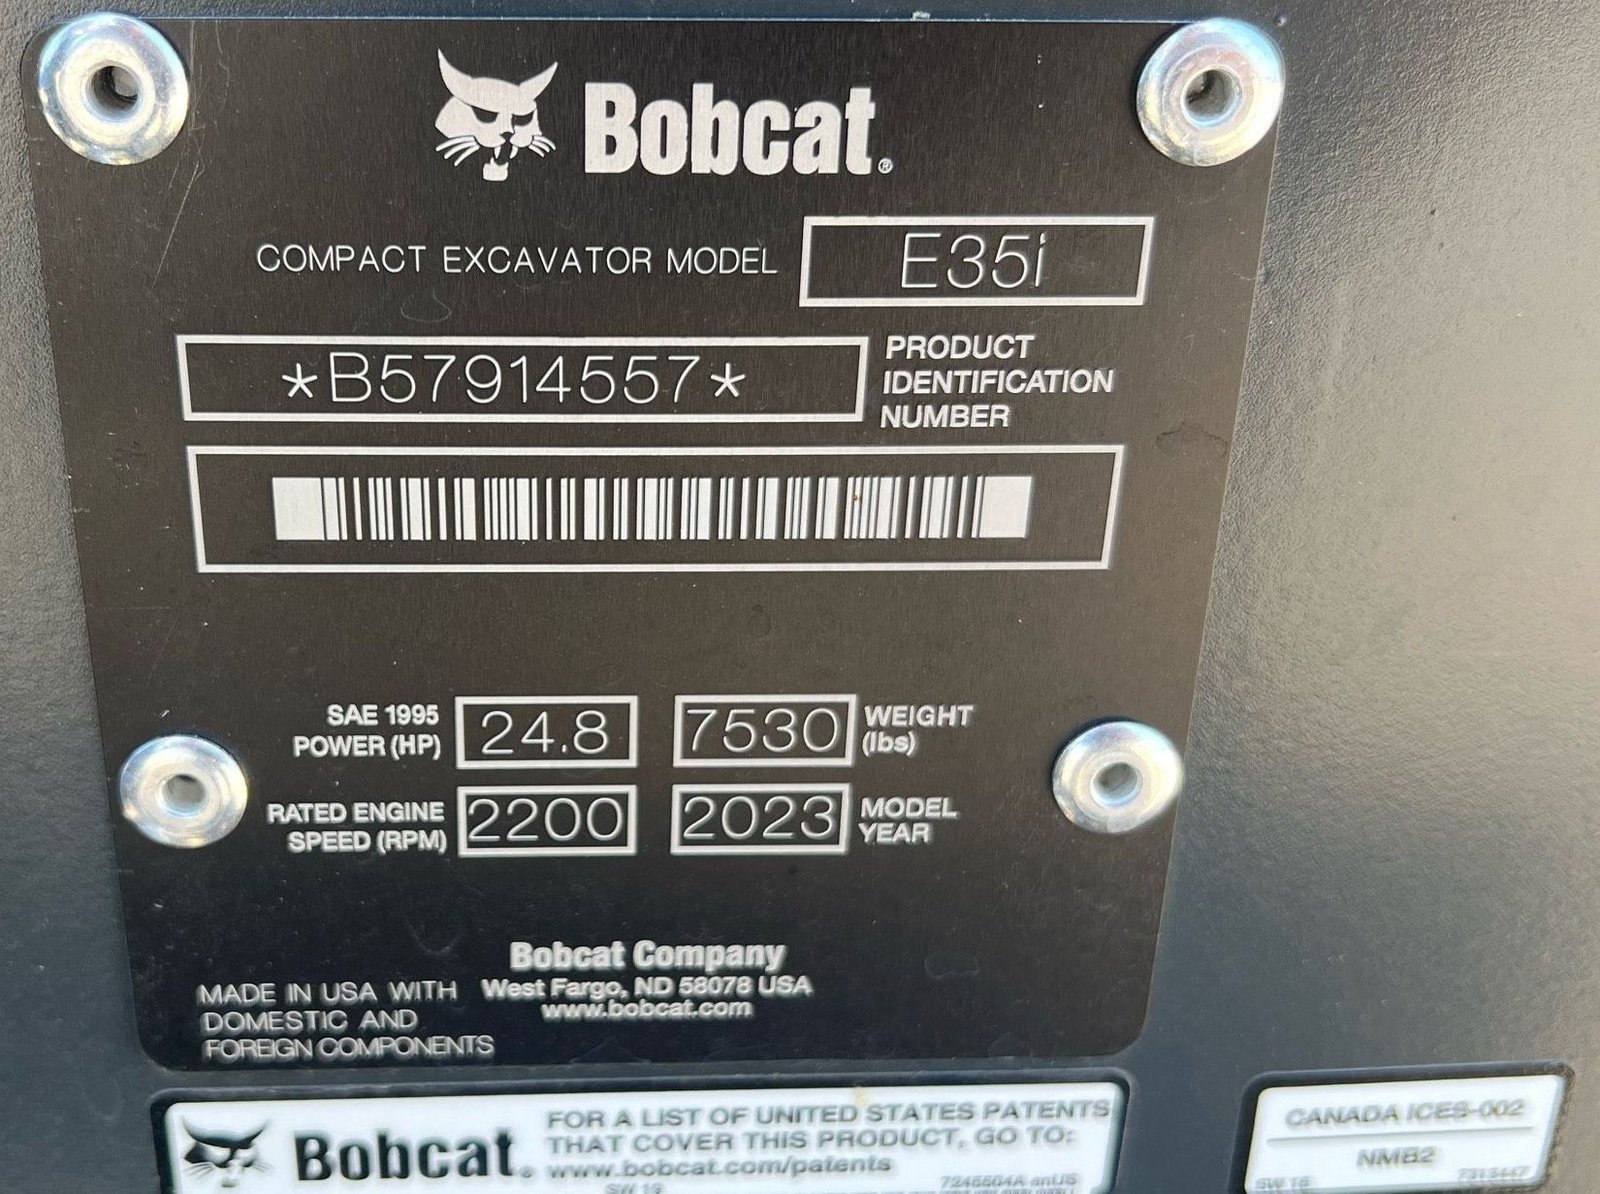 Bobcat®
COMPACT EXCAVATOR MODEL E35i
*B57914557*
PRODUCT
IDENTIFICATION
NUMBER
SAE 1995
POWER (HP)
24.8
7530
WEIGHT
(lbs)
RATED ENGINE
SPEED (RPM)
2200
2023
MODEL
YEAR
Bobcat Company
West Fargo, ND 58078 USA
www.bobcat.com
MADE IN USA WITH
DOMESTIC AND
FOREIGN COMPONENTS
Bobcat®
FOR A LIST OF UNITED STATES PATENTS
THAT COVER THIS PRODUCT, GO TO:
www.bobcat.com/patents
SW 19
enUS
CANADA ICES-002
NMB2